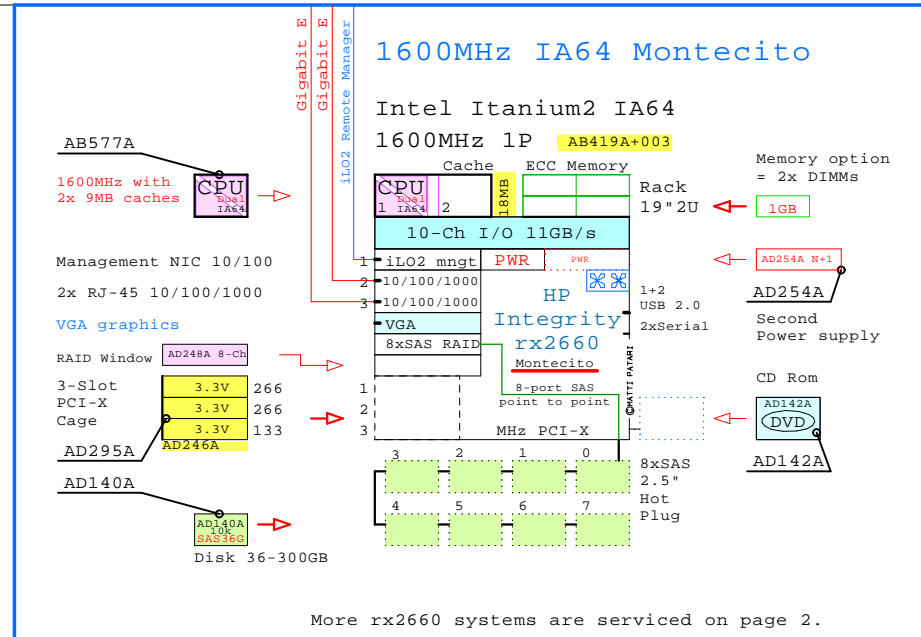 1600MHz IA64 Montecito
Gigabit E
Gigabit E
iLO2 Remote Manager
Intel Itanium2 IA64
1600MHz 1P
AB419A+003
AB577A
Cache
ECC Memory
Memory option
= 2x DIMMs
1600MHz with
2x 9MB caches
CPU
Dual
IA64
CPU
Dual
1 IA64 2
18MB
Rack
19"2U
1GB
10-Ch I/O 11GB/s
Management NIC 10/100
1 iLO2 mngt
PWR
PWR
AD254A N+1
2x RJ-45 10/100/1000
2 10/100/1000
3 10/100/1000
HP
Integrity
rx2660
Montecito
1+2
USB 2.0
2xSerial
AD254A
Second
Power supply
VGA graphics
VGA
8xSAS RAID
RAID Window
AD248A 8-Ch
3-Slot
PCI-X
Cage
3.3V 266
3.3V 266
3.3V 133
AD246A
AD295A
1
2
3
8-port SAS
point to point
MHz PCI-X
©MATTI PATARI
CD Rom
AD142A
DVD
AD142A
AD140A
3 2 1 0
4 5 6 7
8xSAS
2.5"
Hot
Plug
AD140A
10k
SAS36G
Disk 36-300GB
More rx2660 systems are serviced on page 2.